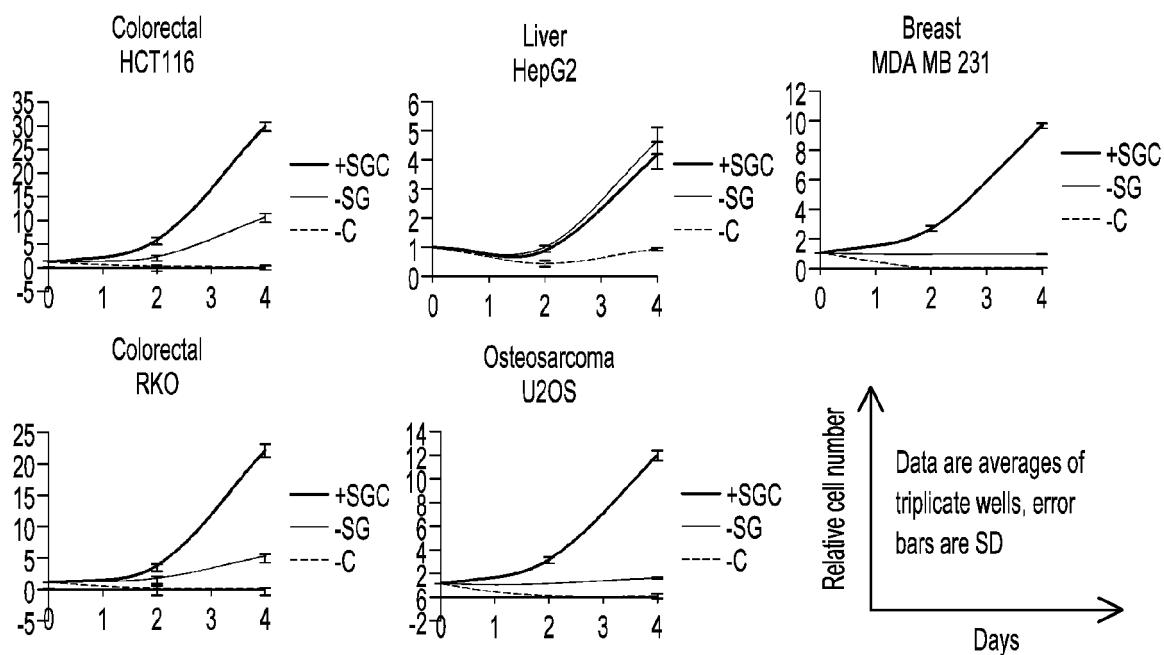 Colorectal
HCT116
35
30
25
20
15
10
5
0
-5
0 1 2 3 4
+SGC
-SG
-C
Liver
HepG2
6
5
4
3
2
1
0
0 1 2 3 4
+SGC
-SG
-C
Breast
MDA MB 231
12
10
8
6
4
2
0
0 1 2 3 4
+SGC
-SG
-C
Colorectal
RKO
25
20
15
10
5
0
-5
0 1 2 3 4
+SGC
-SG
-C
Osteosarcoma
U2OS
14
12
10
8
6
4
2
6
-2
0 1 2 3 4
+SGC
-SG
-C
Relative cell number
Data are averages of
triplicate wells, error
bars are SD
Days